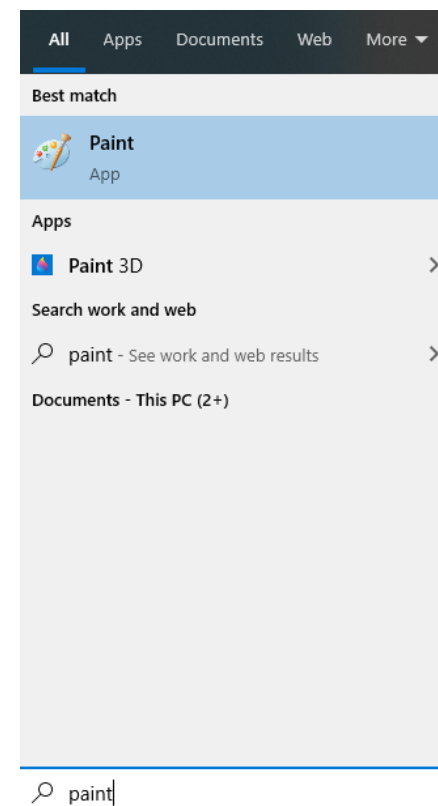 All Apps Documents Web More
Best match
Paint
App
Apps
Paint 3D
Search work and web
paint - See work and web results
Documents - This PC (2+)
paint